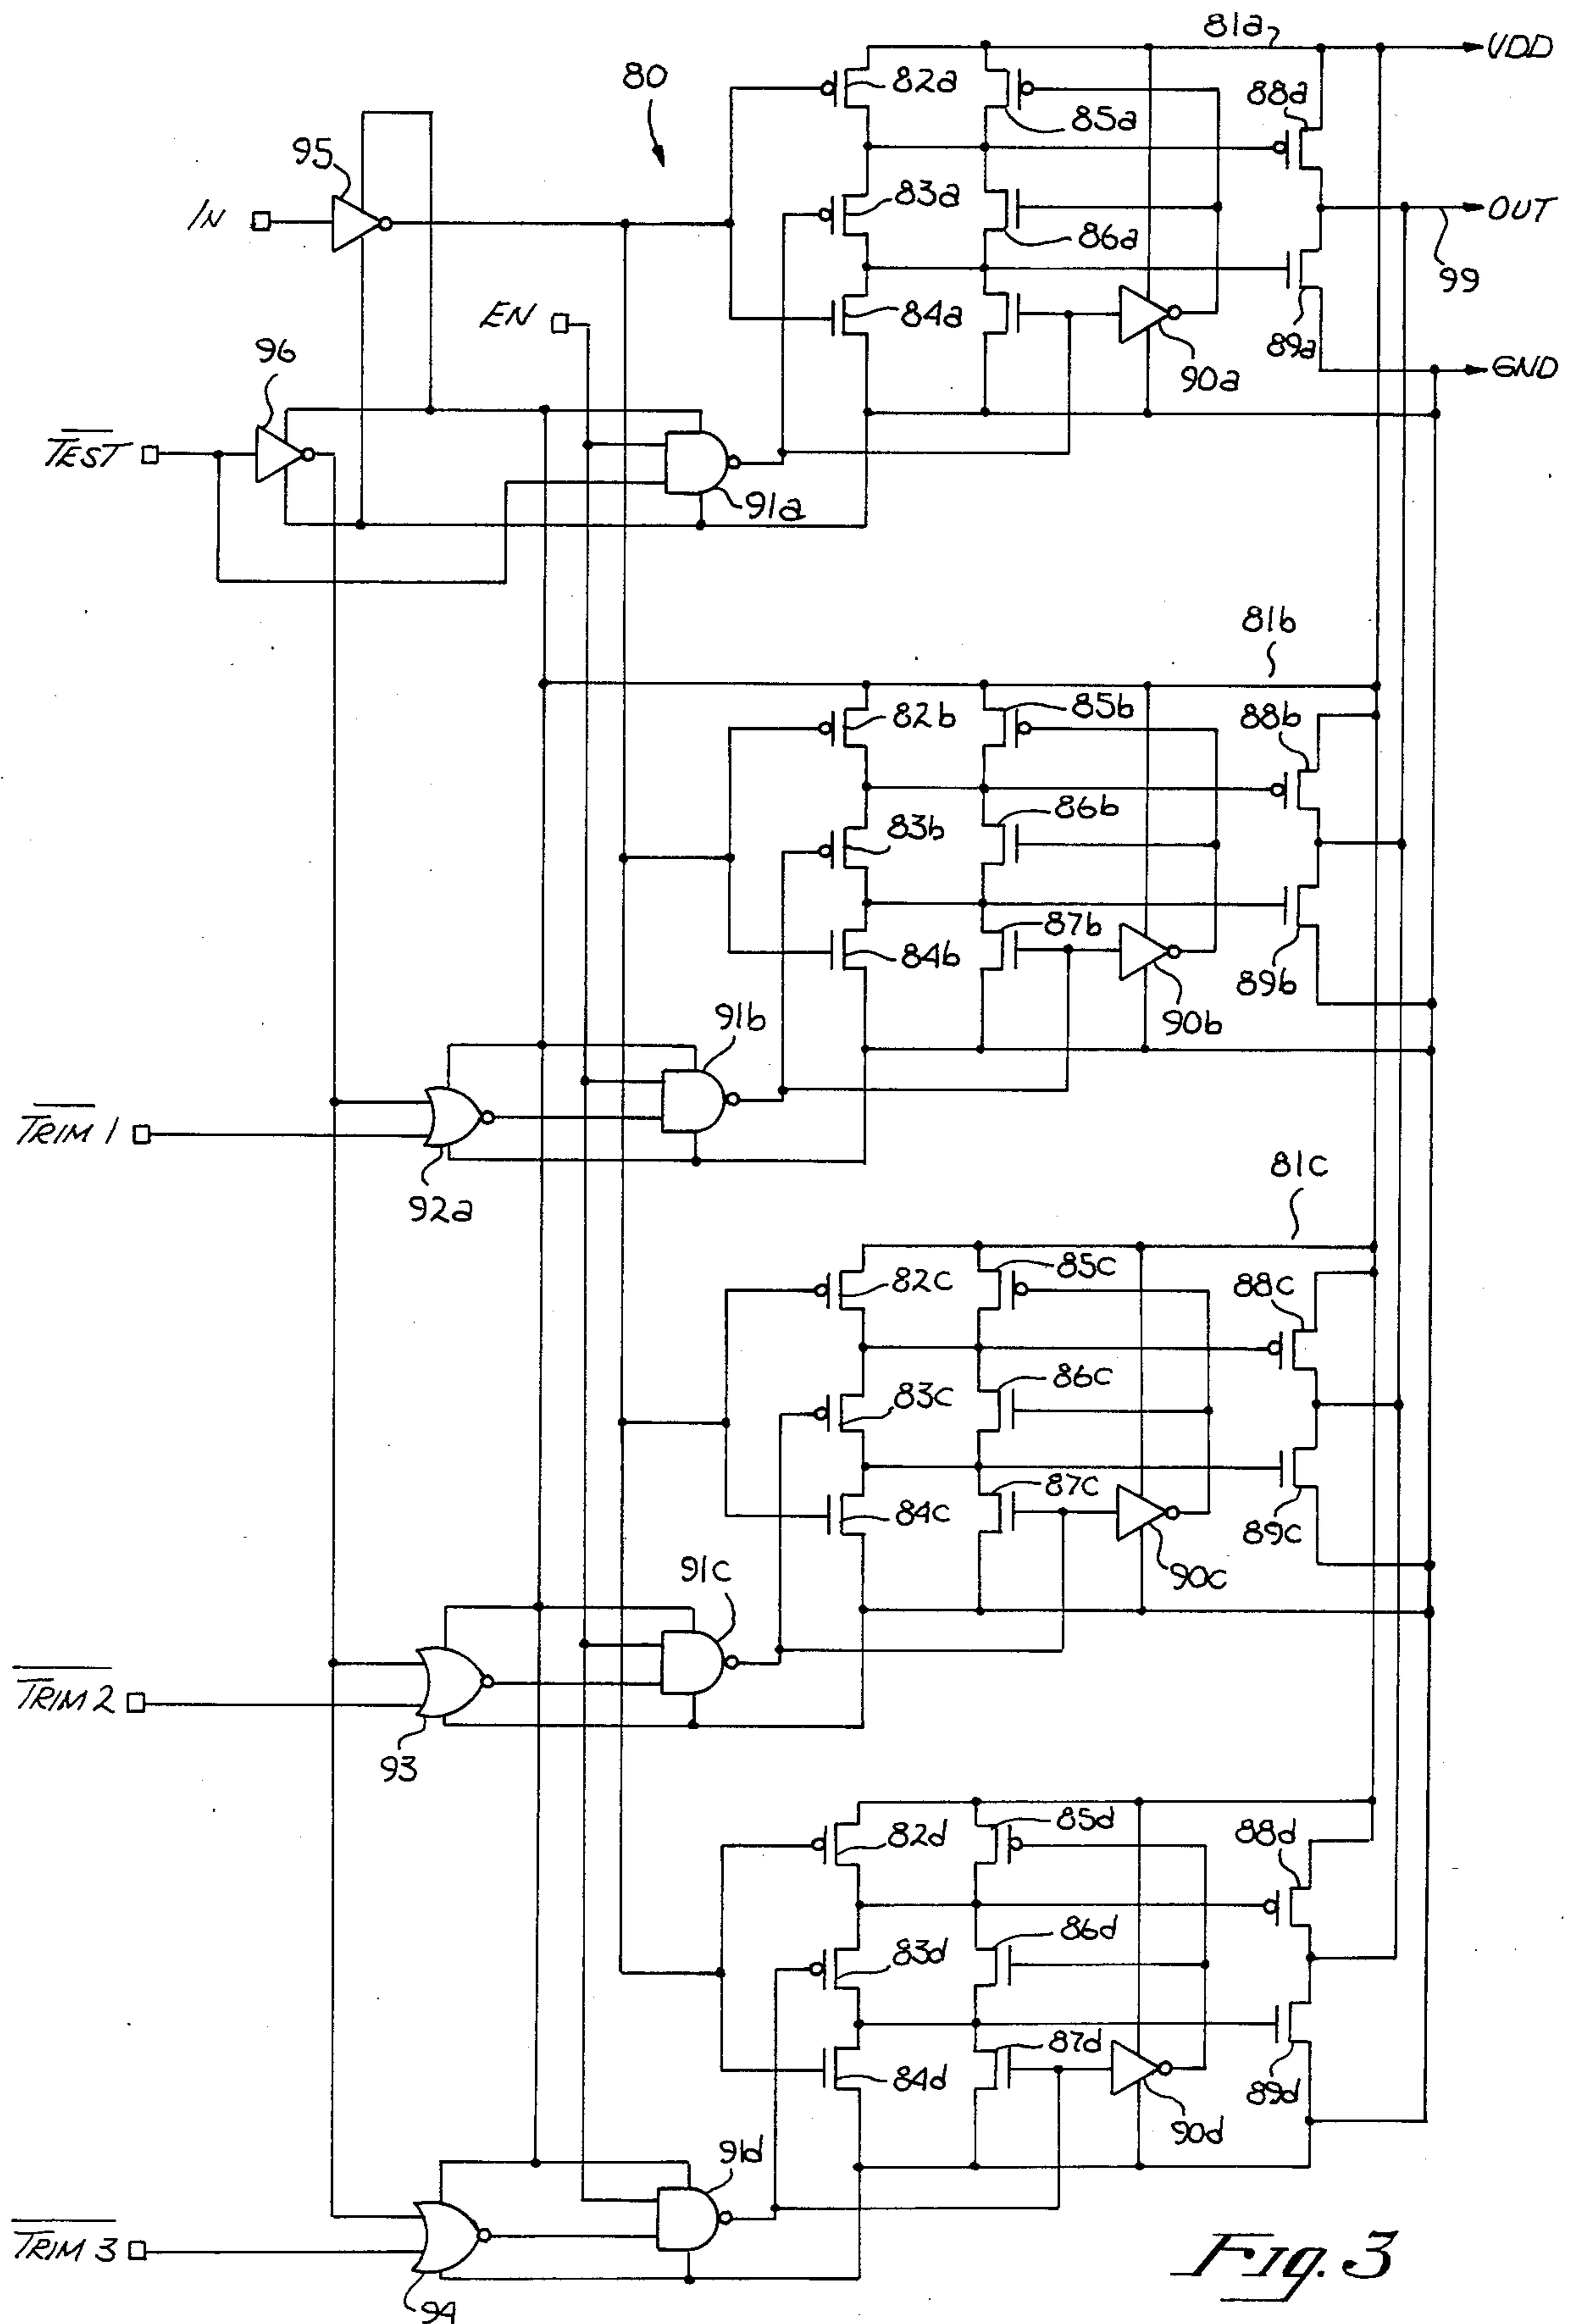 81a
VDD
80
82a
88a
85a
95
IN
83a
OUT
86a
99
EN
84a
89a
96
90a
GND
TEST
91a
81b
82b
85b
88b
83b
86b
84b
87b
89b
90b
91b
TRIM 1
92a
81c
82c
85c
88c
83c
86c
84c
87c
89c
90c
91c
TRIM 2
93
82d
85d
88d
83d
86d
84d
87d
89d
90d
91d
TRIM 3
94
Fig. 3